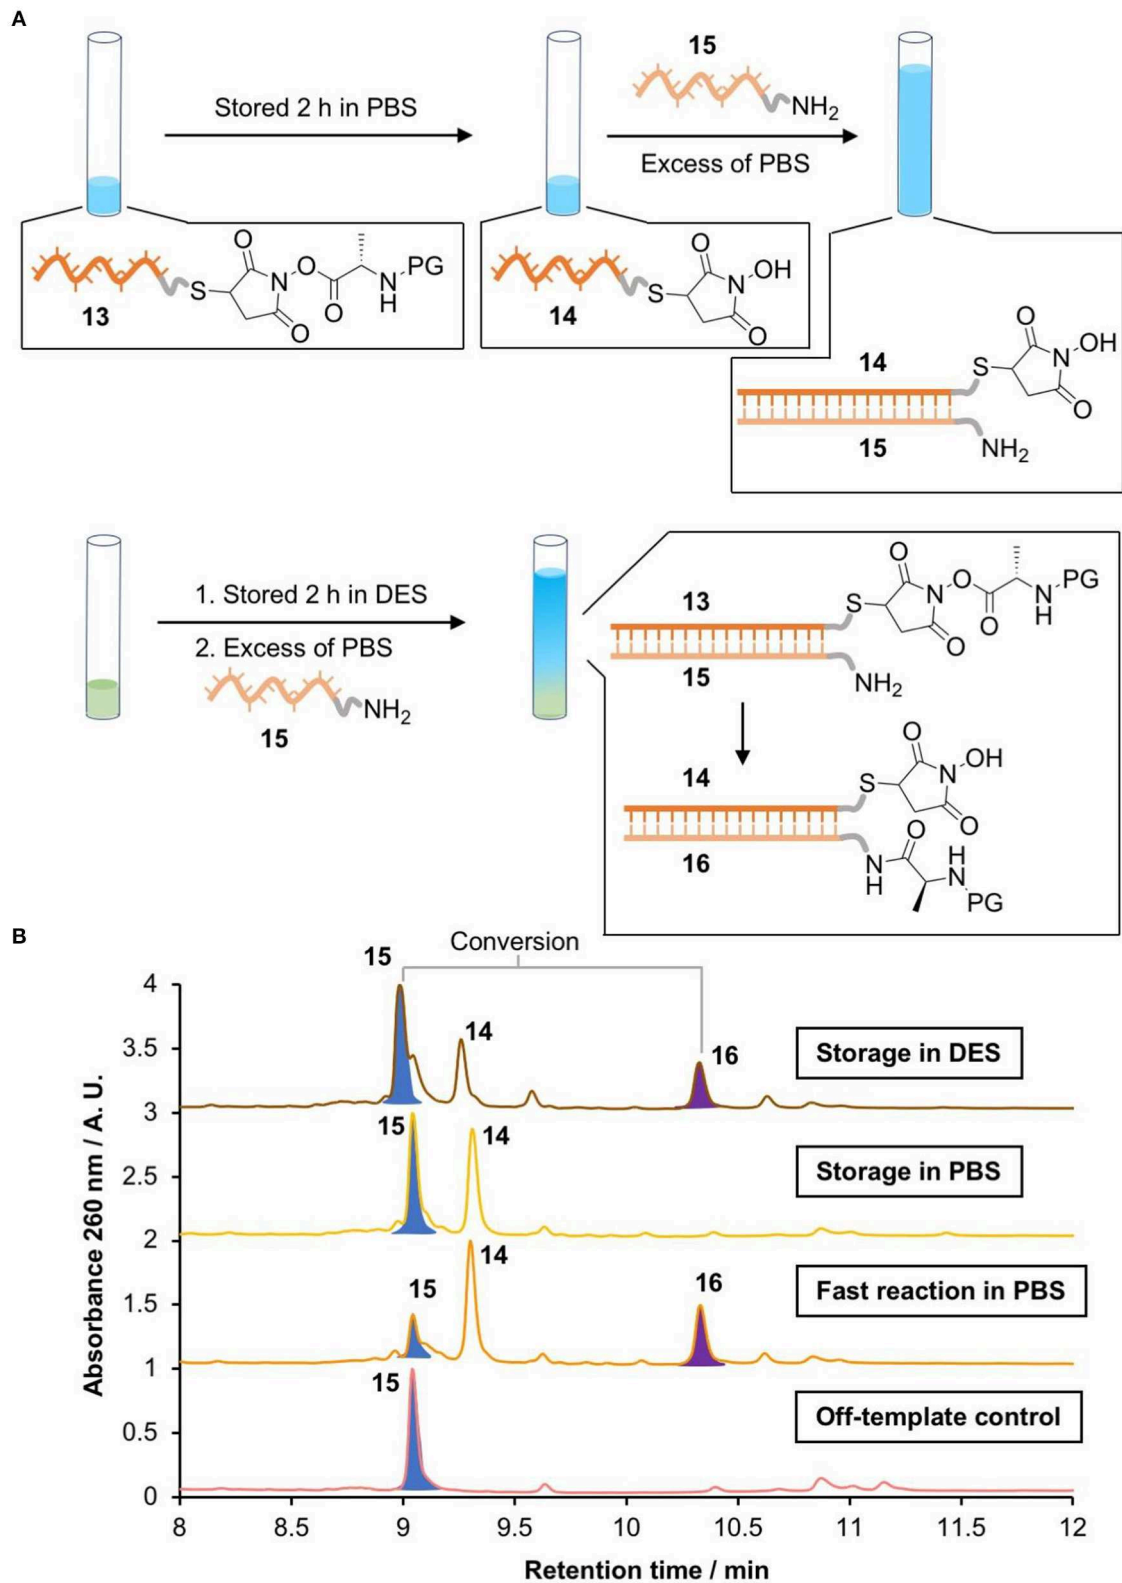 A
Stored 2 h in PBS
15
NH2
Excess of PBS
O
S
N
O
O
O
N
H
PG
13
O
S
N
OH
O
14
14
O
S
N
OH
O
15
NH2
1. Stored 2 h in DES
2. Excess of PBS
NH2
15
13
O
S
N
O
O
O
N
H
PG
15
NH2
14
O
S
N
OH
O
16
N
H
O
H
N
PG
B
Conversion
15
14
16
Storage in DES
15
14
Storage in PBS
14
15
16
Fast reaction in PBS
15
Off-template control
Absorbance 260 nm / A. U.
4
3.5
3
2.5
2
1.5
1
0.5
0
8
8.5
9
9.5
10
10.5
11
11.5
12
Retention time / min